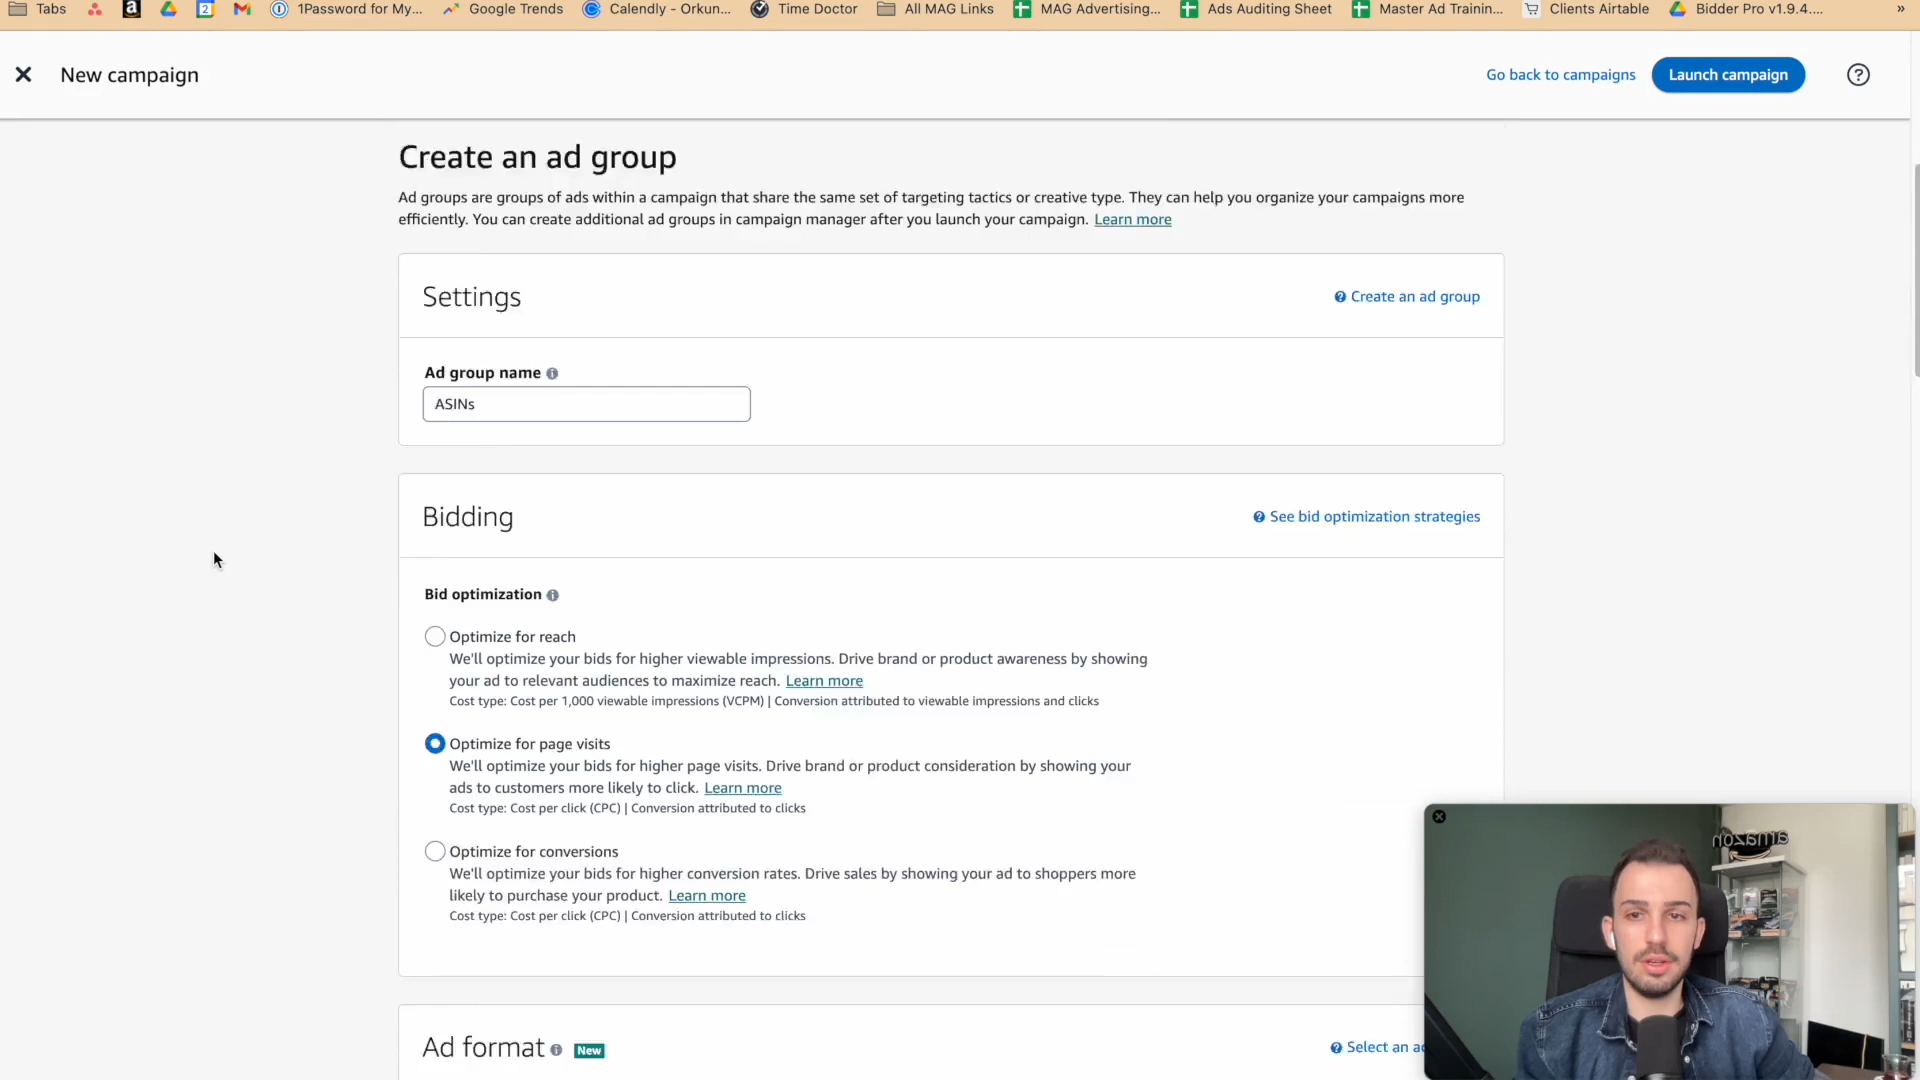 Tabs
1Password for My...
Google Trends
Calendly - Orkun...
Time Doctor
All MAG Links
MAG Advertising...
Ads Auditing Sheet
Master Ad Trainin...
Clients Airtable
Bidder Pro v1.9.4....
»
New campaign
Go back to campaigns
Launch campaign
Create an ad group
Ad groups are groups of ads within a campaign that share the same set of targeting tactics or creative type. They can help you organize your campaigns more
efficiently. You can create additional ad groups in campaign manager after you launch your campaign. Learn more
Settings
Create an ad group
Ad group name
ASINs
Bidding
See bid optimization strategies
Bid optimization
Optimize for reach
We'll optimize your bids for higher viewable impressions. Drive brand or product awareness by showing
your ad to relevant audiences to maximize reach. Learn more
Cost type: Cost per 1,000 viewable impressions (VCPM) | Conversion attributed to viewable impressions and clicks
Optimize for page visits
We'll optimize your bids for higher page visits. Drive brand or product consideration by showing your
ads to customers more likely to click. Learn more
Cost type: Cost per click (CPC) | Conversion attributed to clicks
Optimize for conversions
We'll optimize your bids for higher conversion rates. Drive sales by showing your ad to shoppers more
likely to purchase your product. Learn more
Cost type: Cost per click (CPC) | Conversion attributed to clicks
amazon
Ad format
New
Select an a